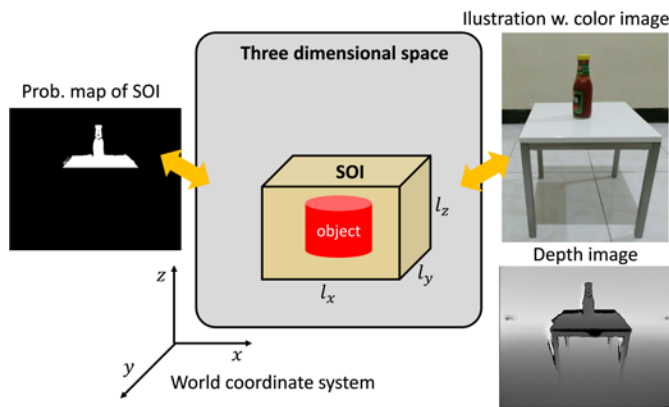 Ilustration w. color image
Three dimensional space
Prob. map of SOI
SOI
object
l_z
l_y
l_x
Depth image
z
y
x
World coordinate system